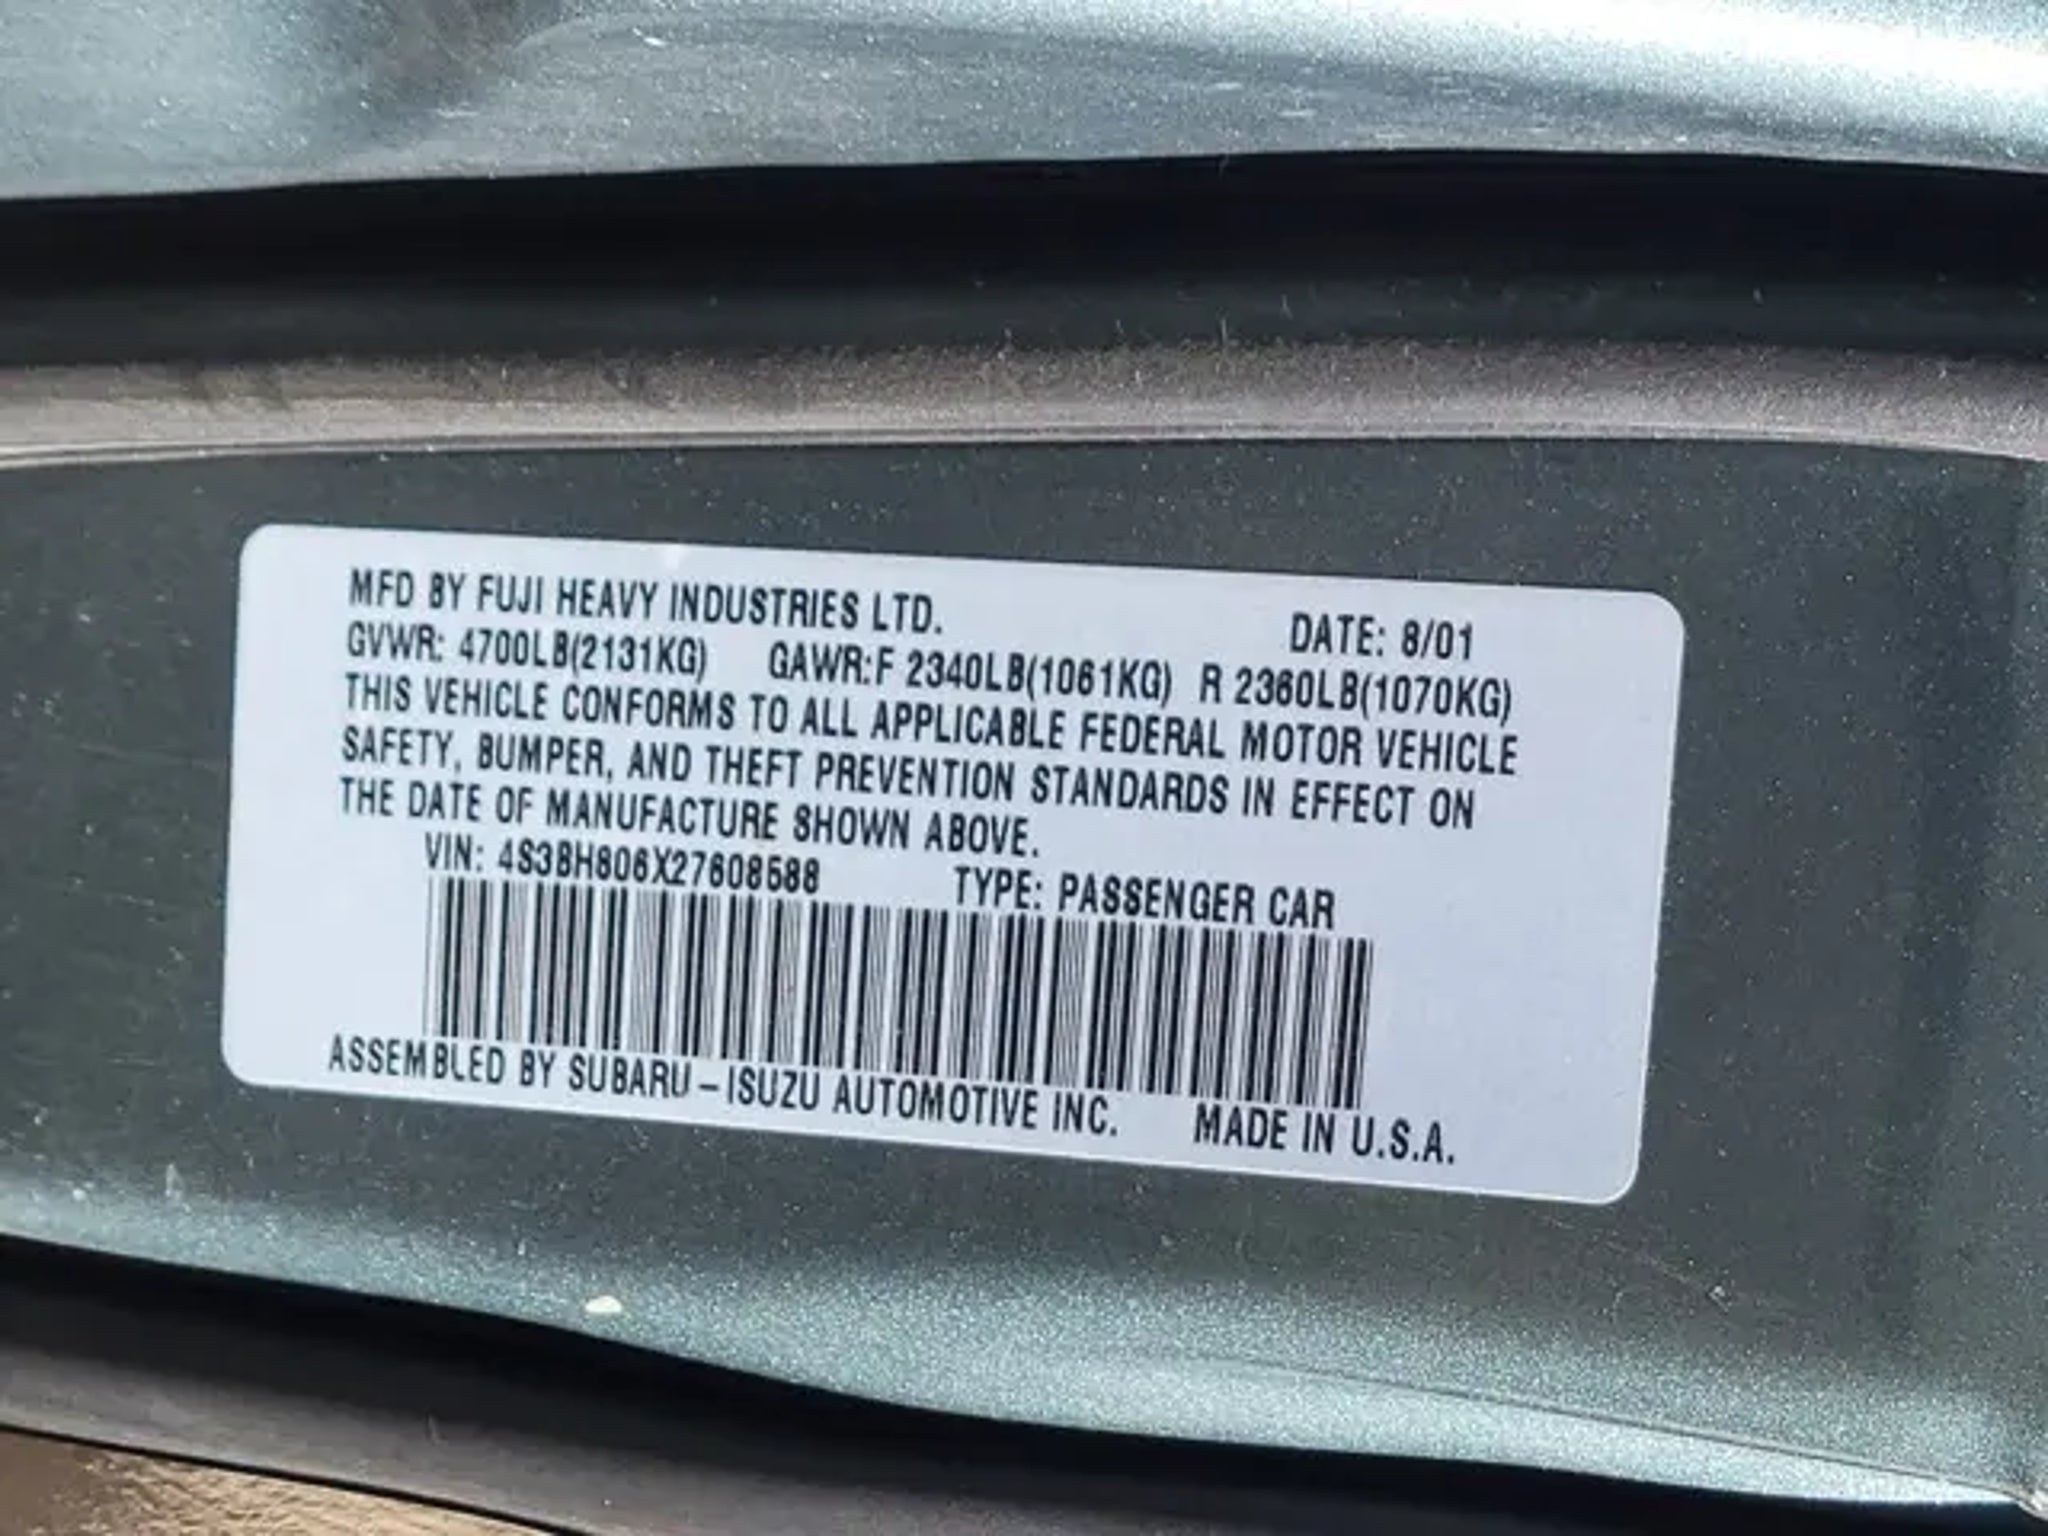 MFD BY FUJI HEAVY INDUSTRIES LTD. DATE: 8/01
GVWR: 4700LB(2131KG) GAWR:F 2340LB(1061KG) R 2360LB(1070KG)
THIS VEHICLE CONFORMS TO ALL APPLICABLE FEDERAL MOTOR VEHICLE
SAFETY, BUMPER, AND THEFT PREVENTION STANDARDS IN EFFECT ON
THE DATE OF MANUFACTURE SHOWN ABOVE.
VIN: 4S3BH806X27608588 TYPE: PASSENGER CAR
ASSEMBLED BY SUBARU-ISUZU AUTOMOTIVE INC. MADE IN U.S.A.